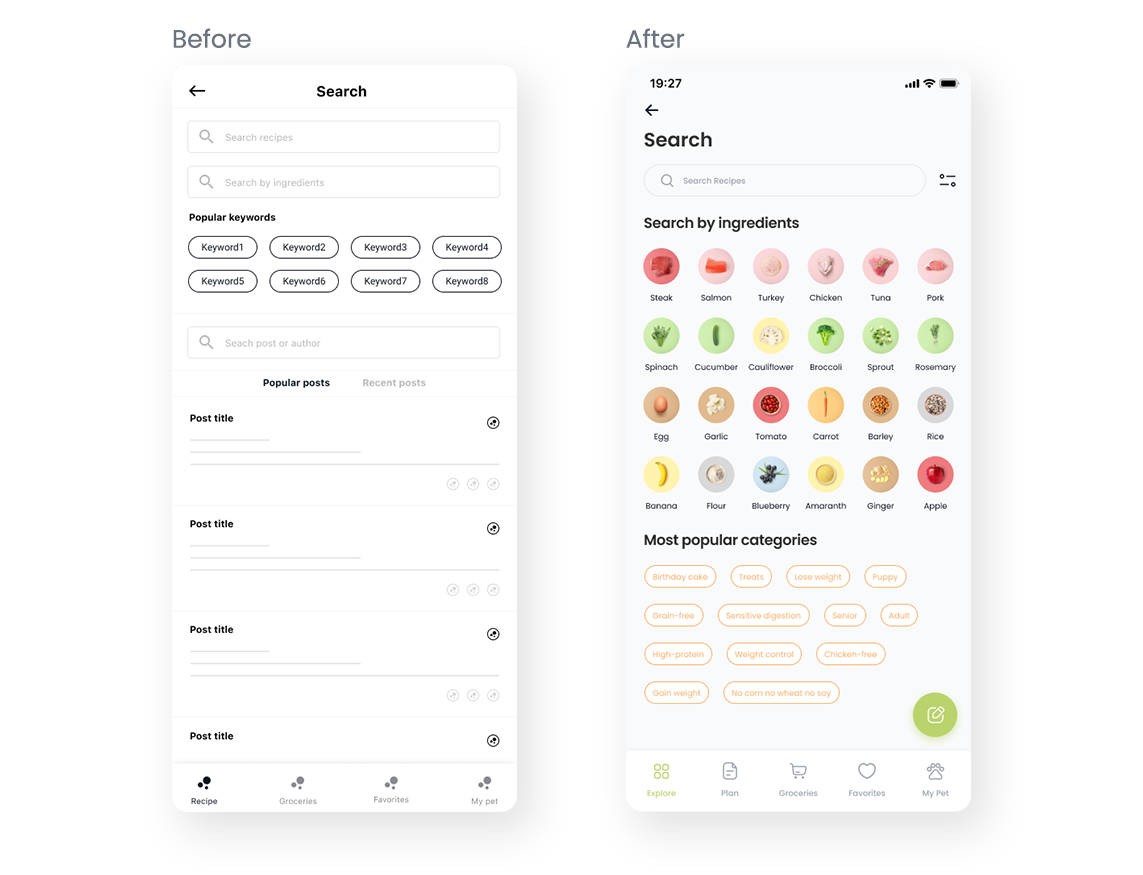 Before
Search
Search recipes
Search by ingredients
Popular keywords
Keyword1 Keyword2 Keyword3 Keyword4
Keyword5 Keyword6 Keyword7 Keyword8
Seach post or author
Popular posts Recent posts
Post title
Post title
Post title
Post title
Recipe Groceries Favorites My pet
After
19:27
Search
Search Recipes
Search by ingredients
Steak Salmon Turkey Chicken Tuna Pork
Spinach Cucumber Cauliflower Broccoli Sprout Rosemary
Egg Garlic Tomato Carrot Barley Rice
Banana Flour Blueberry Amaranth Ginger Apple
Most popular categories
Birthday cake Treats Lose weight Puppy
Grain-free Sensitive digestion Senior Adult
High-protein Weight control Chicken-free
Gain weight No corn no wheat no soy
Explore Plan Groceries Favorites My Pet